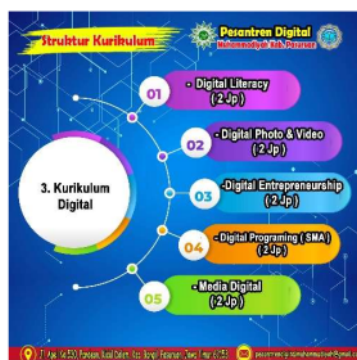 Struktur Kurikulum
Pesantren Digital
Muhammadiyah Kab. Pasuruan
3. Kurikulum
Digital
01
- Digital Literacy
( 2 Jp )
02
- Digital Photo & Video
( 2 Jp )
03
-Digital Entrepreneurship
( 2 Jp )
04
- Digital Programing ( SMA )
( 2 Jp )
05
- Media Digital
( 2 Jp )